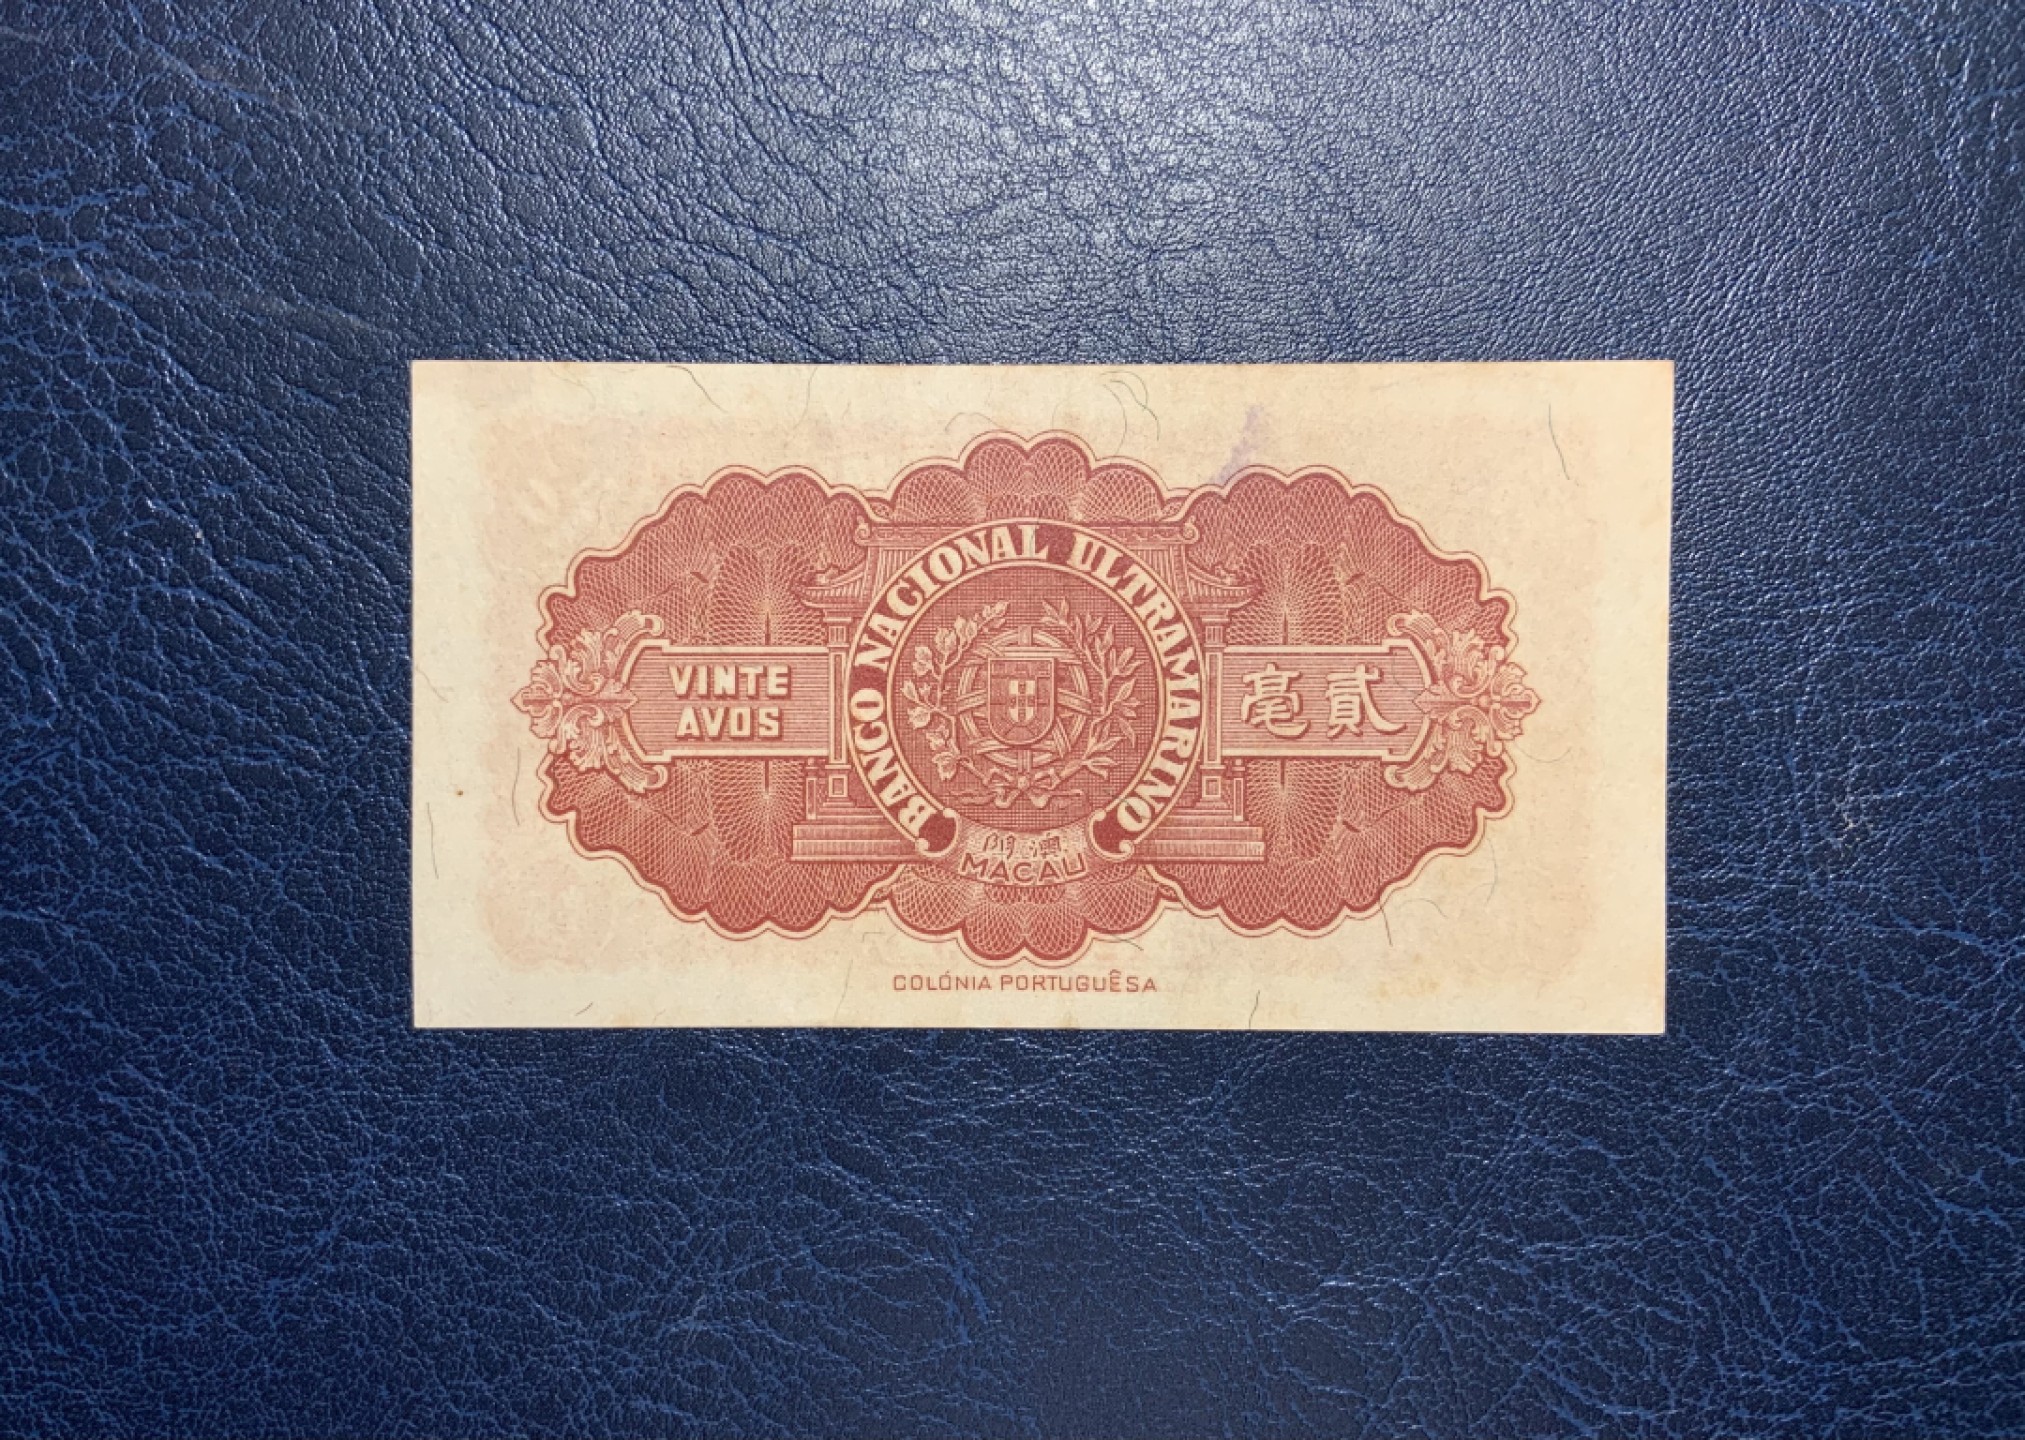 BANCO NACIONAL ULTRAMARINO
VINTE
AVOS
毫貳
門澳
MACAU
COLÓNIA PORTUGUÊSA